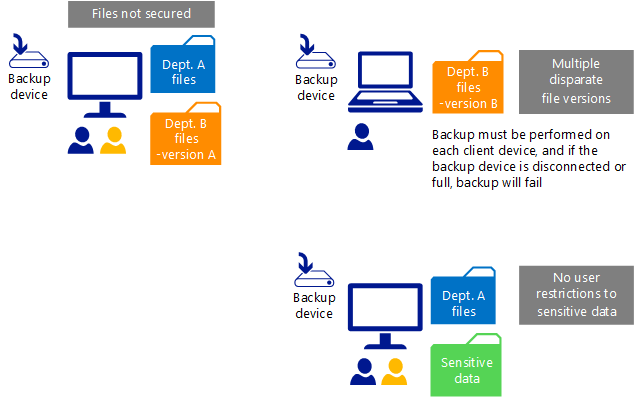 Files not secured
Backup
device
Dept. A
files
Dept. B
files
-version A
Backup
device
Dept. B
files
-version B
Multiple
disparate
file versions
Backup must be performed on
each client device, and if the
backup device is disconnected or
full, backup will fail
Backup
device
Dept. A
files
Sensitive
data
No user
restrictions to
sensitive data